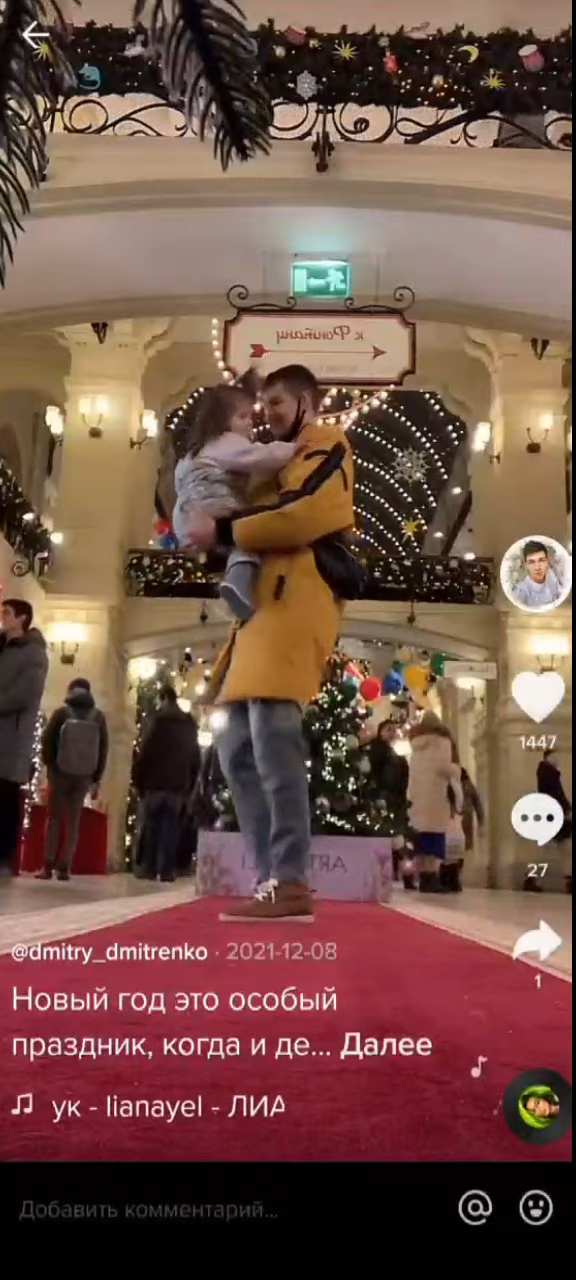 к Фонтану
ART
1447
27
1
@dmitry_dmitrenko · 2021-12-08
Новый год это особый
праздник, когда и де... Далее
ук - lianayel - ЛИА
Добавить комментарий...